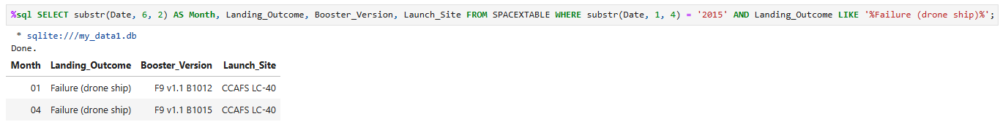 %sql SELECT substr(Date, 6, 2) AS Month, Landing_Outcome, Booster_Version, Launch_Site FROM SPACEXTABLE WHERE substr(Date, 1, 4) = '2015' AND Landing_Outcome LIKE '%Failure (drone ship)%';
* sqlite:///my_data1.db
Done.
Month Landing_Outcome Booster_Version Launch_Site
01 Failure (drone ship) F9 v1.1 B1012 CCAFS LC-40
04 Failure (drone ship) F9 v1.1 B1015 CCAFS LC-40